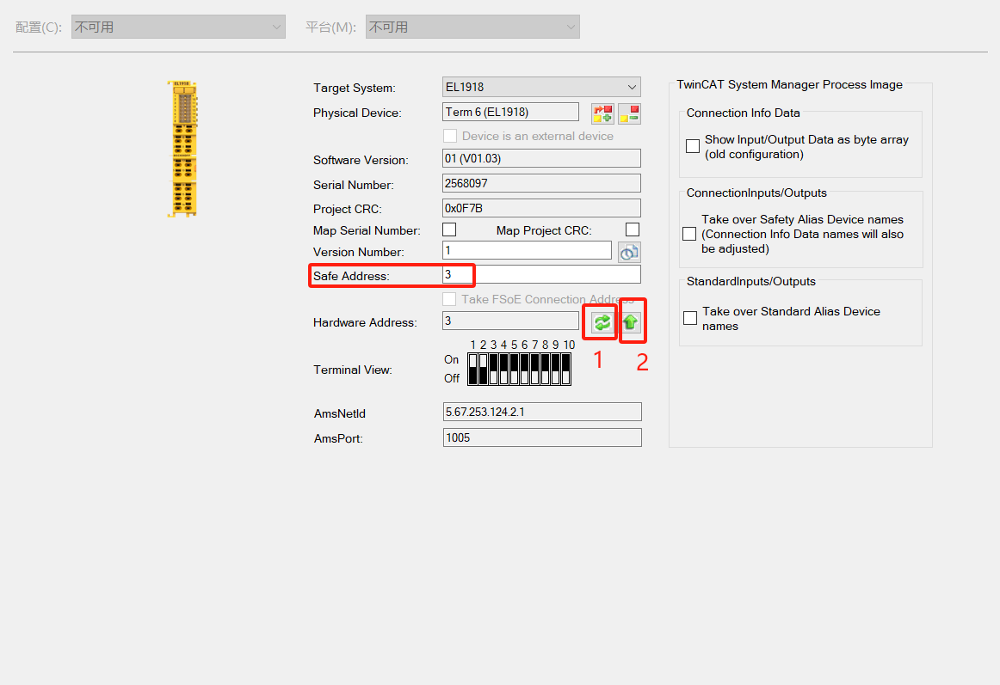 配置(C): 不可用 平台(M): 不可用
EL1918
Target System: EL1918
Physical Device: Term 6 (EL1918)
Device is an external device
Software Version: 01 (V01.03)
Serial Number: 2568097
Project CRC: 0x0F7B
Map Serial Number: Map Project CRC:
Version Number: 1
Safe Address: 3
Take FSoE Connection Address
Hardware Address: 3
1 2
1 2 3 4 5 6 7 8 9 10
On
Terminal View:
Off
AmsNetId 5.67.253.124.2.1
AmsPort: 1005
TwinCAT System Manager Process Image
Connection Info Data
Show Input/Output Data as byte array
(old configuration)
ConnectionInputs/Outputs
Take over Safety Alias Device names
(Connection Info Data names will also
be adjusted)
StandardInputs/Outputs
Take over Standard Alias Device
names